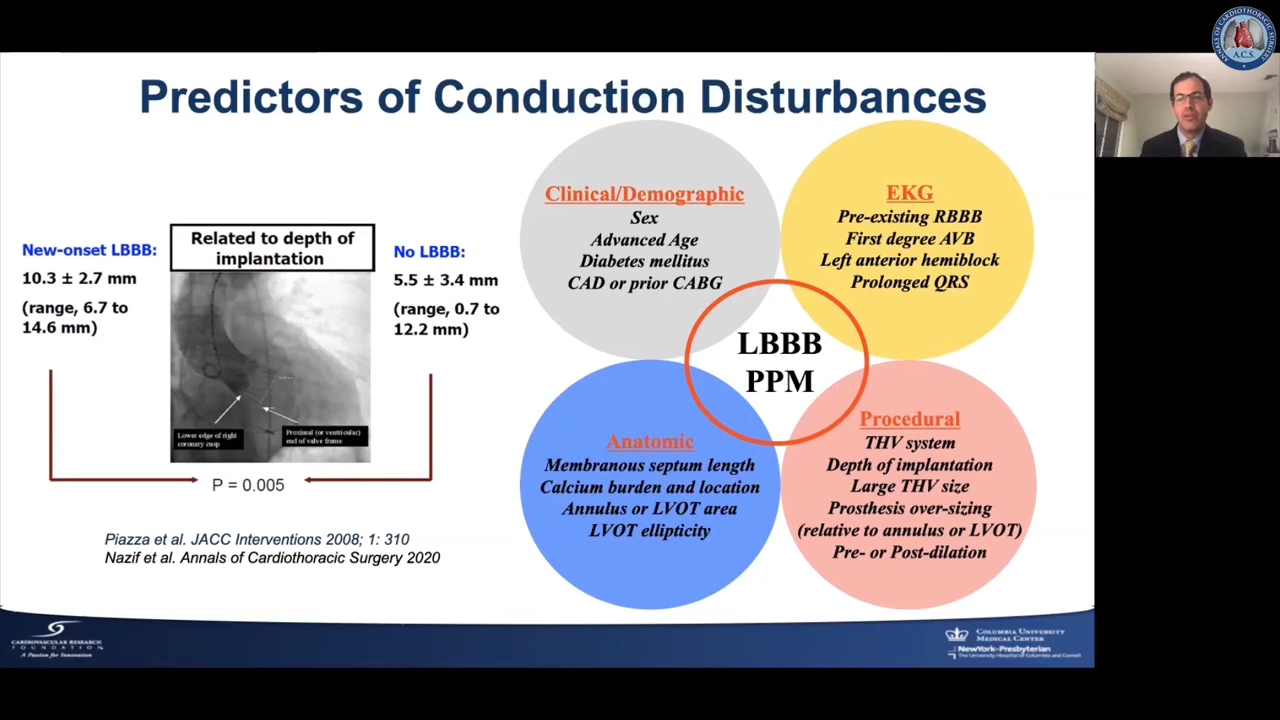 ANNALS OF CARDIOTHORACIC SURGERY
A.C.S.
Predictors of Conduction Disturbances
New-onset LBBB:
10.3 ± 2.7 mm
(range, 6.7 to
14.6 mm)
Related to depth of
implantation
Lower edge of right
coronary cusp
Proximal (or ventricular)
end of valve frame
No LBBB:
5.5 ± 3.4 mm
(range, 0.7 to
12.2 mm)
P = 0.005
Piazza et al. JACC Interventions 2008; 1: 310
Nazif et al. Annals of Cardiothoracic Surgery 2020
Clinical/Demographic
Sex
Advanced Age
Diabetes mellitus
CAD or prior CABG
EKG
Pre-existing RBBB
First degree AVB
Left anterior hemiblock
Prolonged QRS
LBBB
PPM
Anatomic
Membranous septum length
Calcium burden and location
Annulus or LVOT area
LVOT ellipticity
Procedural
THV system
Depth of implantation
Large THV size
Prosthesis over-sizing
(relative to annulus or LVOT)
Pre- or Post-dilation
CARDIOVASCULAR RESEARCH
FOUNDATION
A Passion for Innovation
COLUMBIA UNIVERSITY
MEDICAL CENTER
NewYork-Presbyterian
The University Hospital of Columbia and Cornell